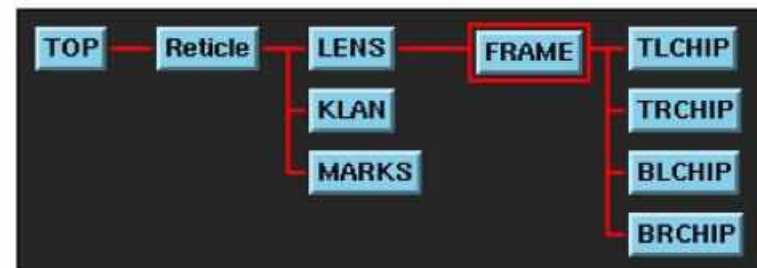 TOP Reticle LENS FRAME TLCHIP
KLAN TRCHIP
MARKS BLCHIP
BRCHIP